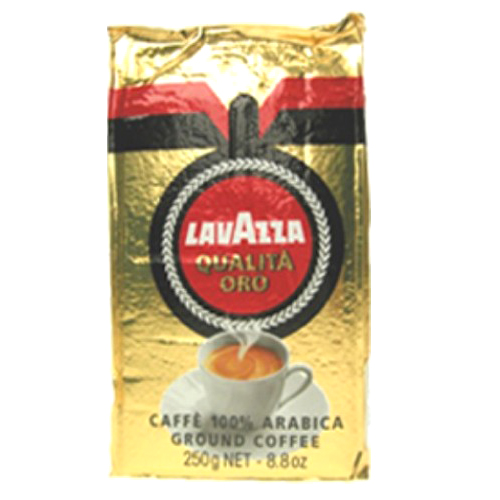 LAVAZZA
QUALITÀ
ORO
CAFFÈ 100% ARABICA
GROUND COFFEE
250g NET - 8.8oz